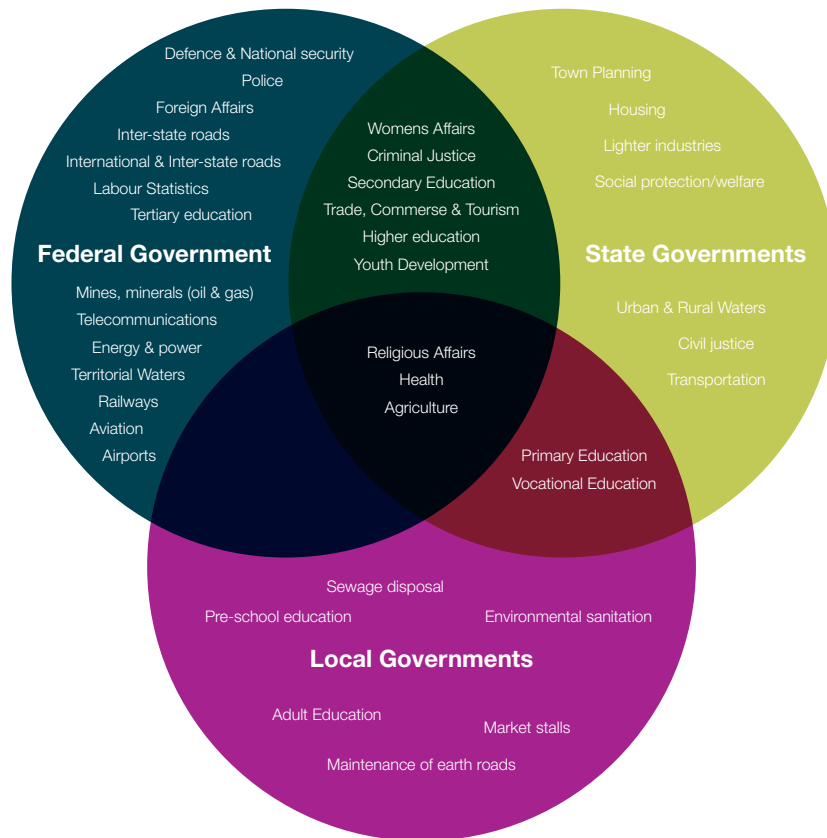 Defence & National security
Police
Foreign Affairs
Inter-state roads
International & Inter-state roads
Labour Statistics
Tertiary education
Federal Government
Mines, minerals (oil & gas)
Telecommunications
Energy & power
Territorial Waters
Railways
Aviation
Airports
Womens Affairs
Criminal Justice
Secondary Education
Trade, Commerse & Tourism
Higher education
Youth Development
Town Planning
Housing
Lighter industries
Social protection/welfare
State Governments
Urban & Rural Waters
Civil justice
Transportation
Religious Affairs
Health
Agriculture
Primary Education
Vocational Education
Sewage disposal
Pre-school education
Environmental sanitation
Local Governments
Adult Education
Market stalls
Maintenance of earth roads